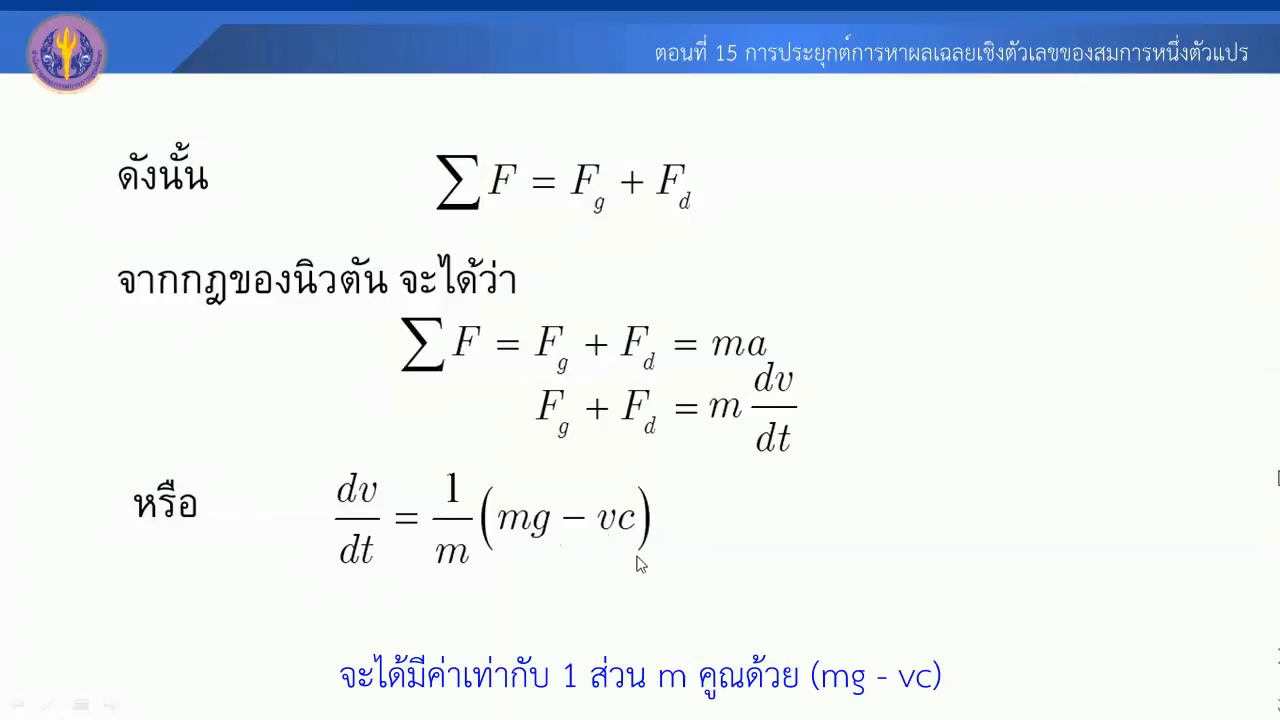 ตอนที่ 15 การประยุกต์การหาผลเฉลยเชิงตัวเลขของสมการหนึ่งตัวแปร
ดังนั้น ∑F = F_g + F_d
จากกฎของนิวตัน จะได้ว่า
∑F = F_g + F_d = ma
F_g + F_d = m dv/dt
หรือ dv/dt = 1/m (mg − vc)
จะได้มีค่าเท่ากับ 1 ส่วน m คูณด้วย (mg - vc)